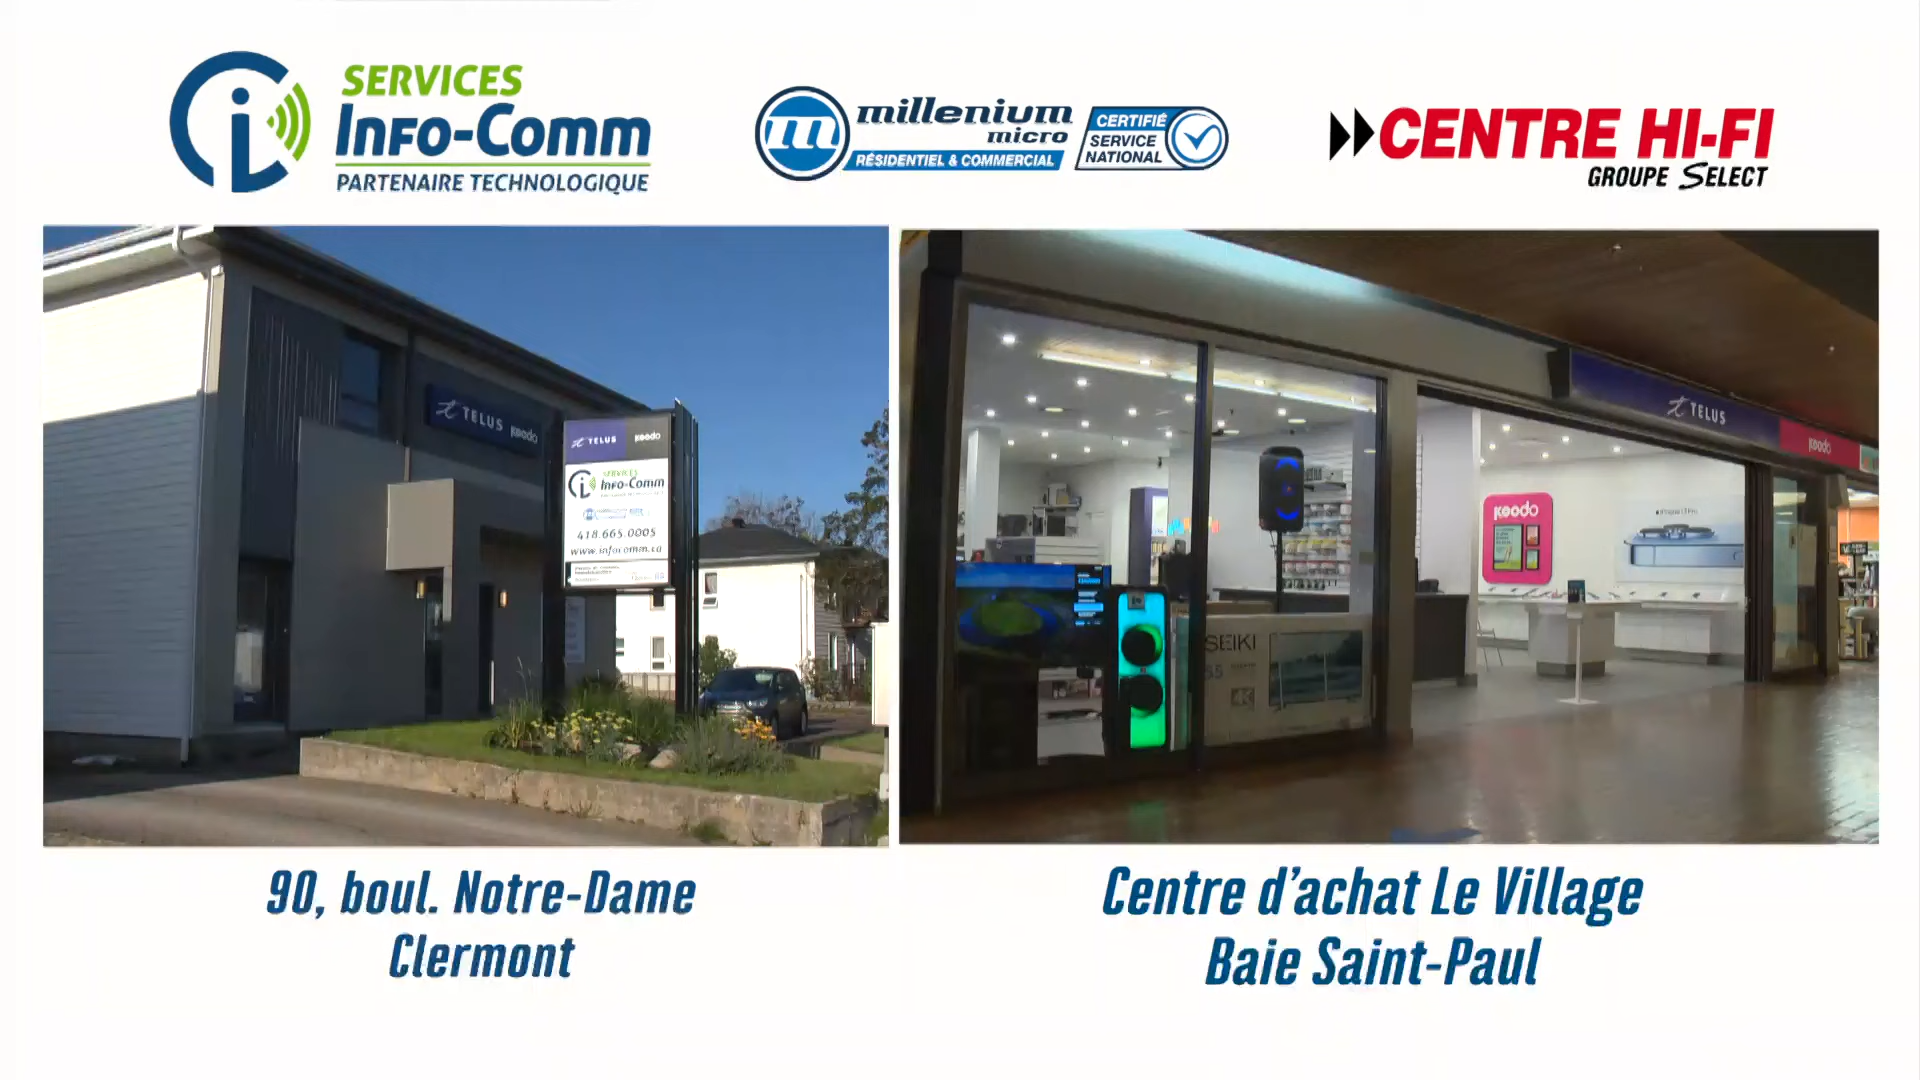 SERVICES
INFO-COMM
PARTENAIRE TECHNOLOGIQUE
millenium
micro
RÉSIDENTIEL & COMMERCIAL
CERTIFIÉ
SERVICE
NATIONAL
CENTRE HI-FI
GROUPE SELECT
TELUS koodo
TELUS koodo
SERVICES
INFO-COMM
418.665.0005
www.infocomm.ca
TELUS
koodo
koodo
SEIKI
55
4K
90, boul. Notre-Dame
Clermont
Centre d'achat Le Village
Baie Saint-Paul